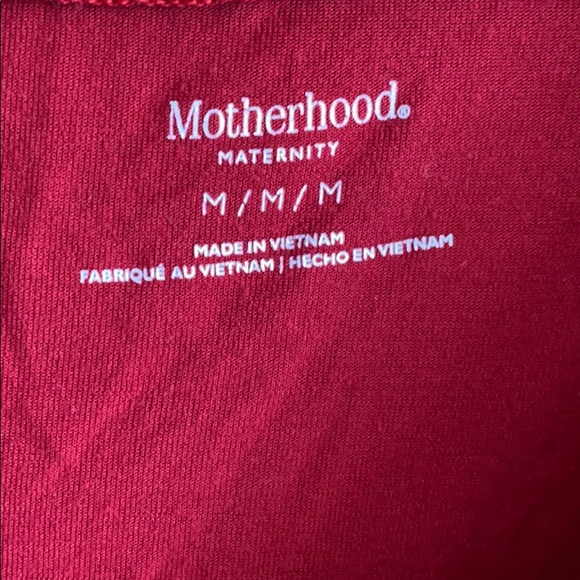 Motherhood®
MATERNITY
M/M/M
MADE IN VIETNAM
FABRIQUÉ AU VIETNAM | HECHO EN VIETNAM